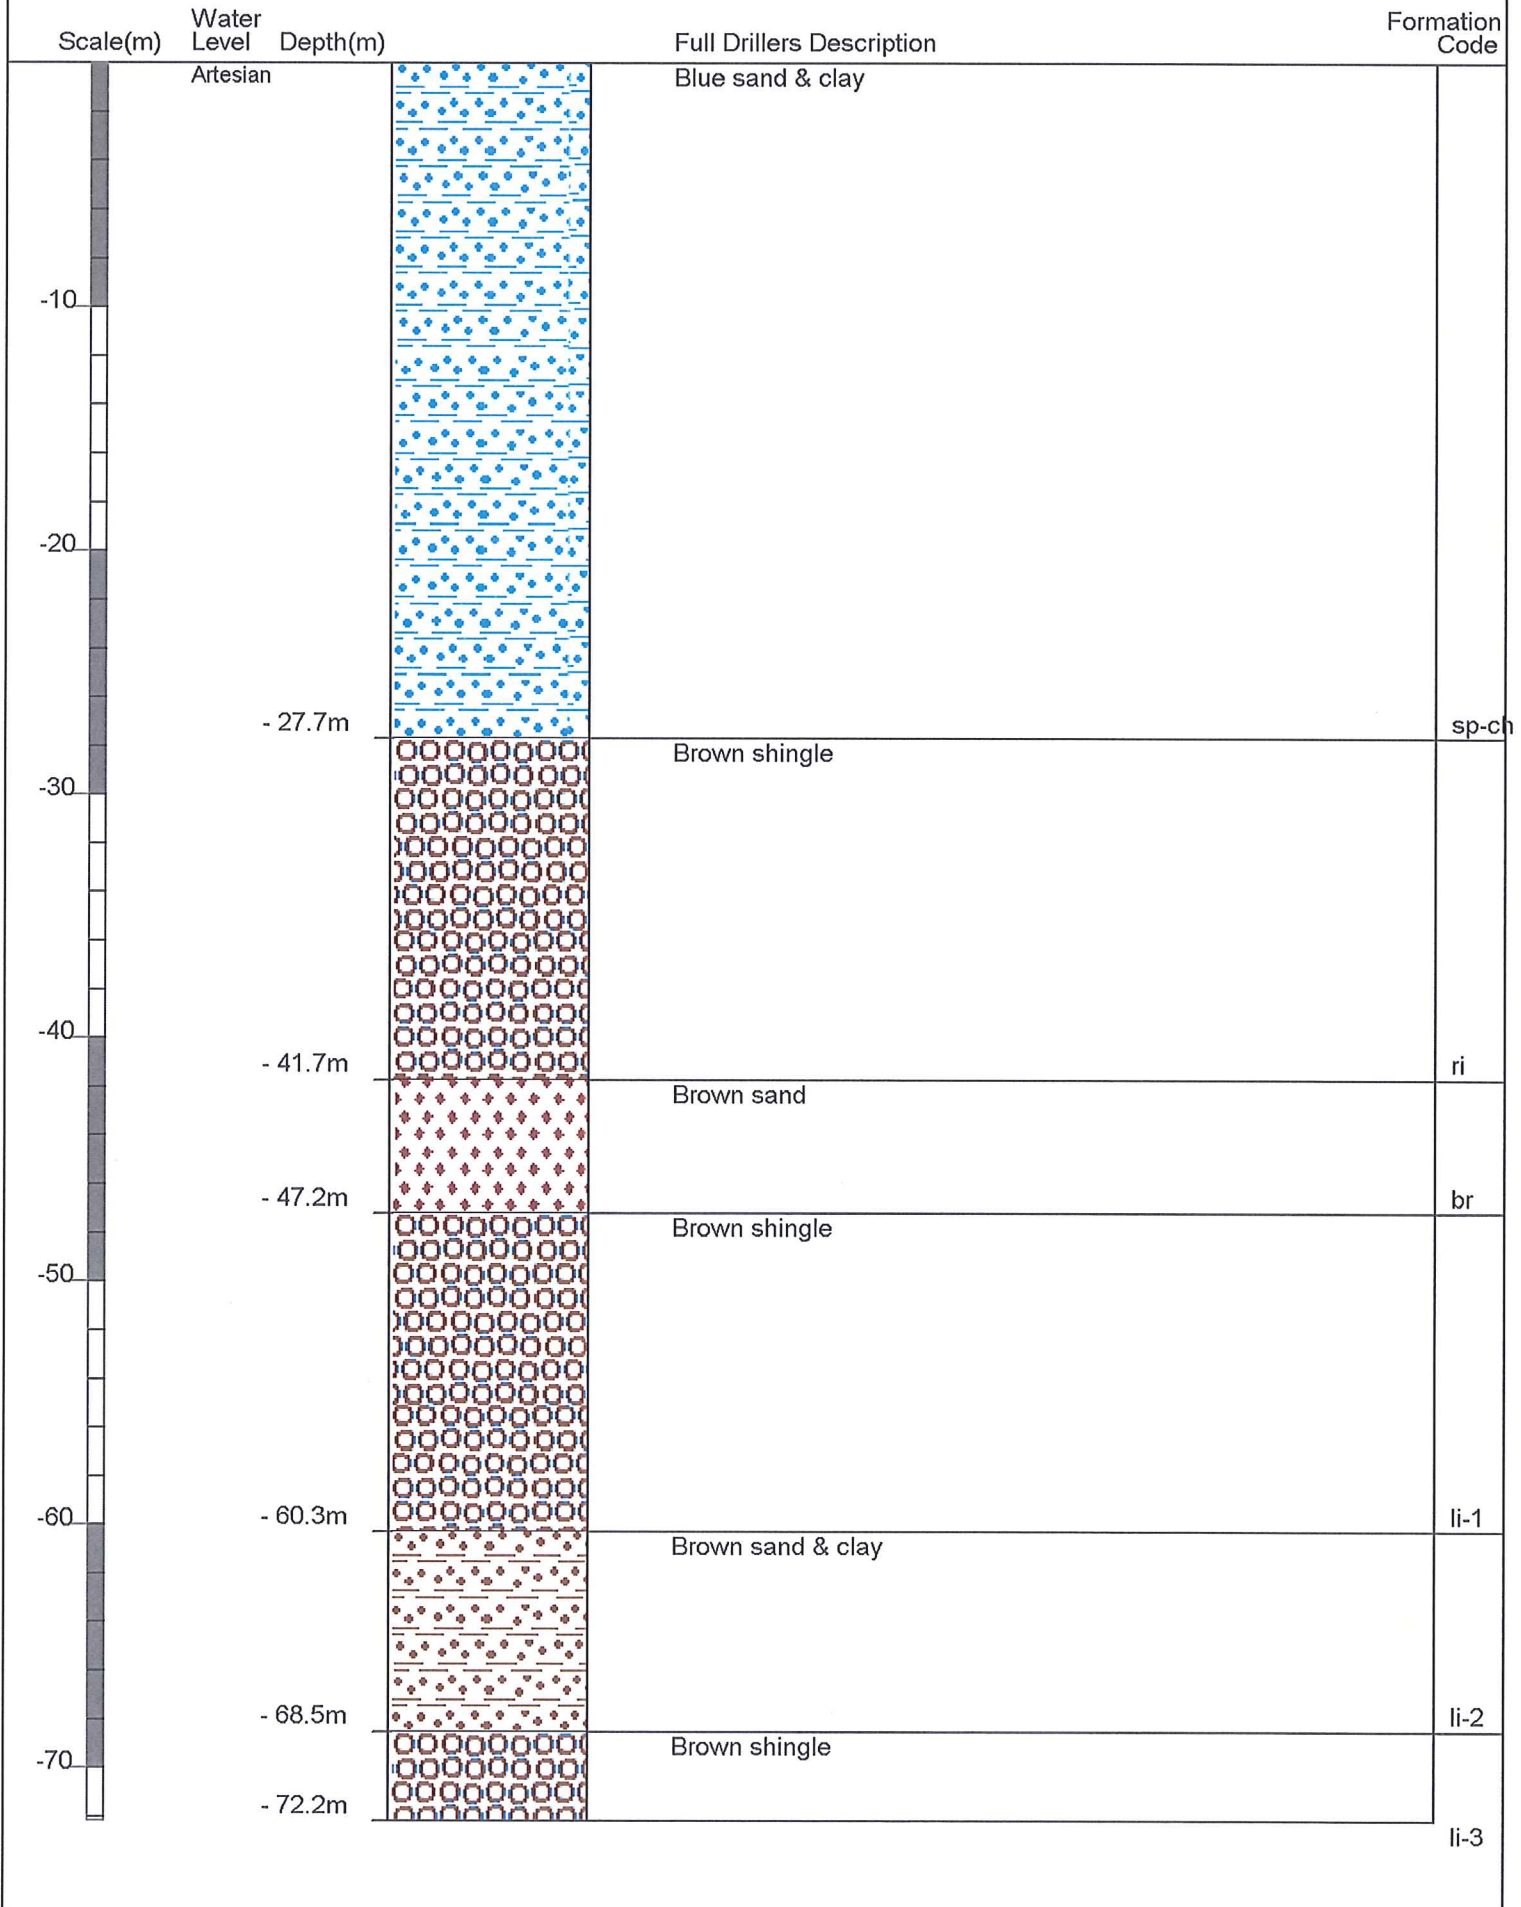 Scale(m) Water Level Depth(m) Full Drillers Description Formation Code
Artesian Blue sand & clay
-10
-20
- 27.7m sp-ch
Brown shingle
-30
-40
- 41.7m ri
Brown sand
- 47.2m br
Brown shingle
-50
-60
- 60.3m li-1
Brown sand & clay
- 68.5m li-2
Brown shingle
-70
- 72.2m
li-3